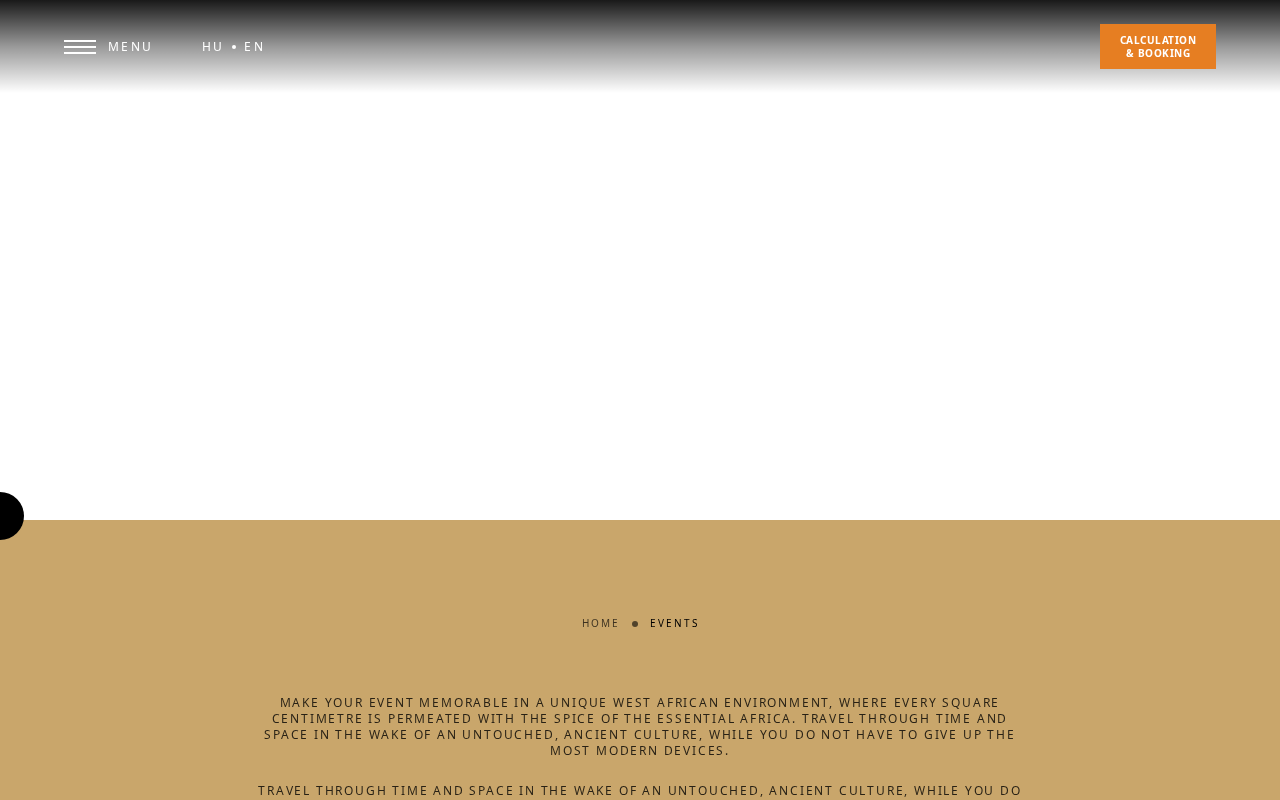 MENU
HU • EN
CALCULATION
& BOOKING
HOME
EVENTS
MAKE YOUR EVENT MEMORABLE IN A UNIQUE WEST AFRICAN ENVIRONMENT, WHERE EVERY SQUARE
CENTIMETRE IS PERMEATED WITH THE SPICE OF THE ESSENTIAL AFRICA. TRAVEL THROUGH TIME AND
SPACE IN THE WAKE OF AN UNTOUCHED, ANCIENT CULTURE, WHILE YOU DO NOT HAVE TO GIVE UP THE
MOST MODERN DEVICES.
TRAVEL THROUGH TIME AND SPACE IN THE WAKE OF AN UNTOUCHED, ANCIENT CULTURE, WHILE YOU DO